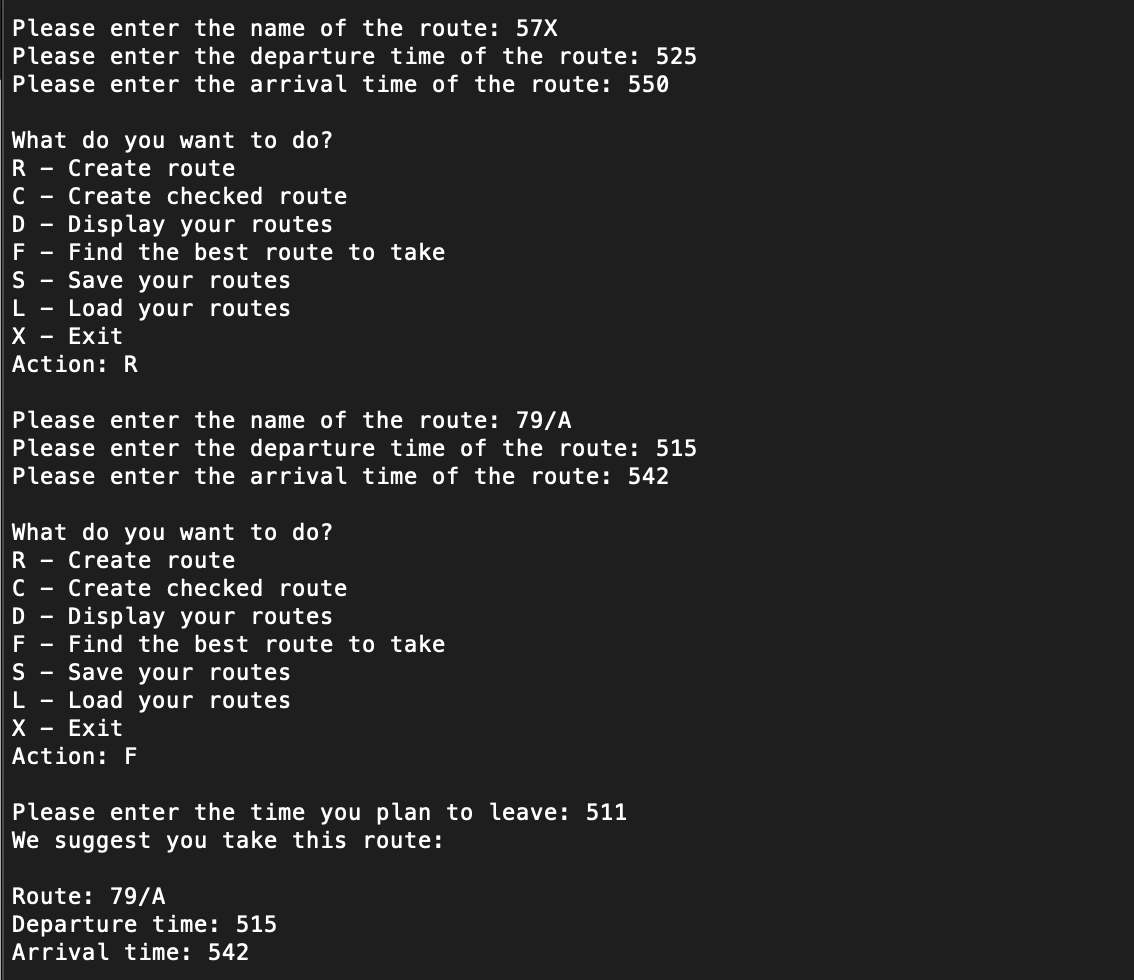 Please enter the name of the route: 57X
Please enter the departure time of the route: 525
Please enter the arrival time of the route: 550
What do you want to do?
R – Create route
C – Create checked route
D – Display your routes
F – Find the best route to take
S – Save your routes
L – Load your routes
X – Exit
Action: R
Please enter the name of the route: 79/A
Please enter the departure time of the route: 515
Please enter the arrival time of the route: 542
What do you want to do?
R – Create route
C – Create checked route
D – Display your routes
F – Find the best route to take
S – Save your routes
L – Load your routes
X – Exit
Action: F
Please enter the time you plan to leave: 511
We suggest you take this route:
Route: 79/A
Departure time: 515
Arrival time: 542